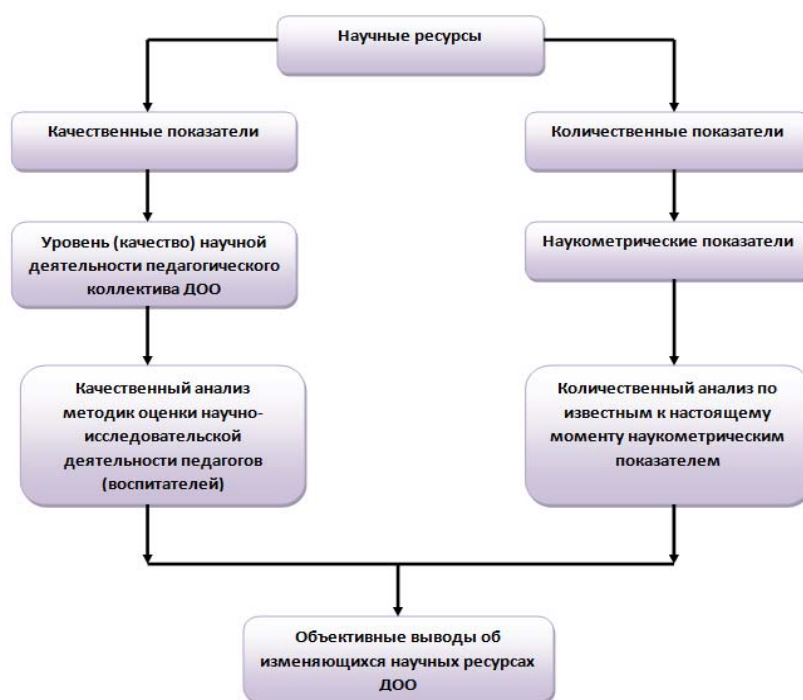 Научные ресурсы
Качественные показатели
Количественные показатели
Уровень (качество) научной
деятельности педагогического
коллектива ДОО
Наукометрические показатели
Качественный анализ
методик оценки научно-
исследовательской
деятельности педагогов
(воспитателей)
Количественный анализ по
известным к настоящему
моменту наукометрическим
показателем
Объективные выводы об
изменяющихся научных ресурсах
ДОО